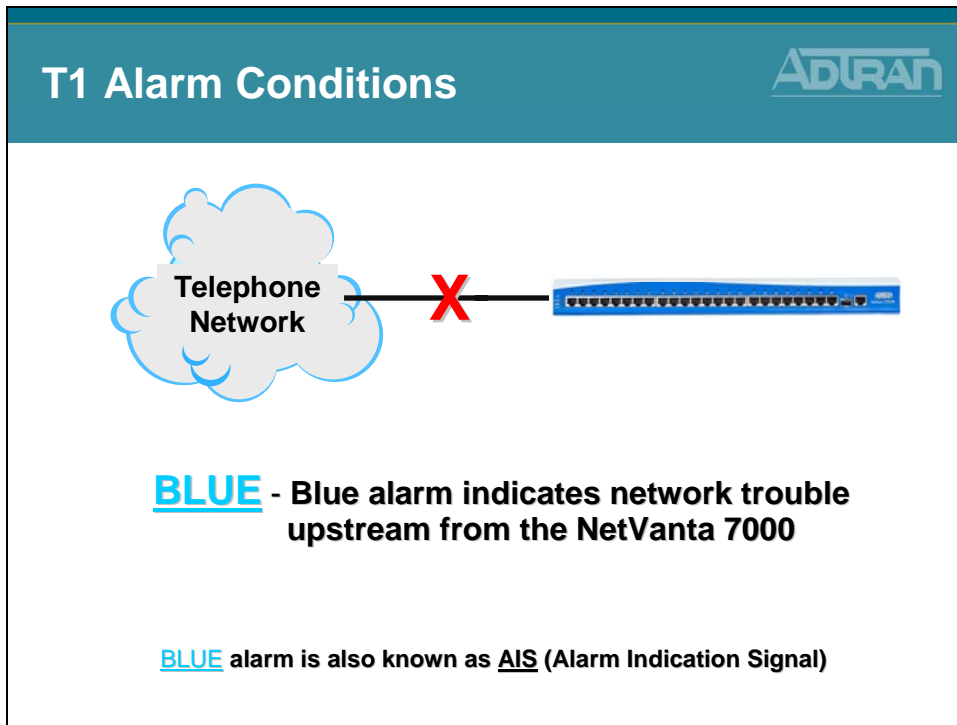 T1 Alarm Conditions
ADTRAN
Telephone
Network
X
BLUE - Blue alarm indicates network trouble
upstream from the NetVanta 7000
BLUE alarm is also known as AIS (Alarm Indication Signal)